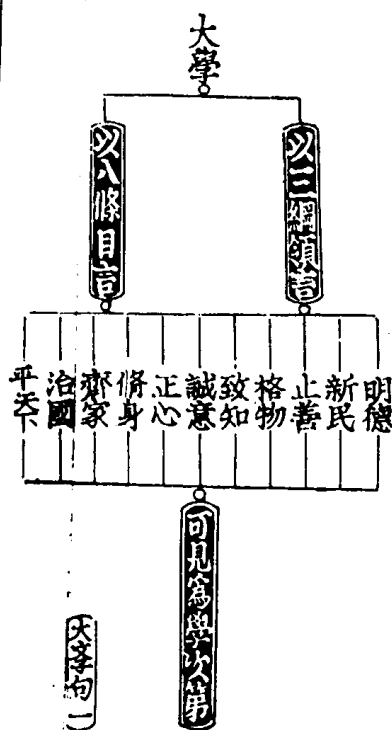 大學
以三綱領言
以八條目言
明德
新民
止善
格物
致知
誠意
正心
脩身
齊家
治國
平天下
可見爲學次第
大学句一